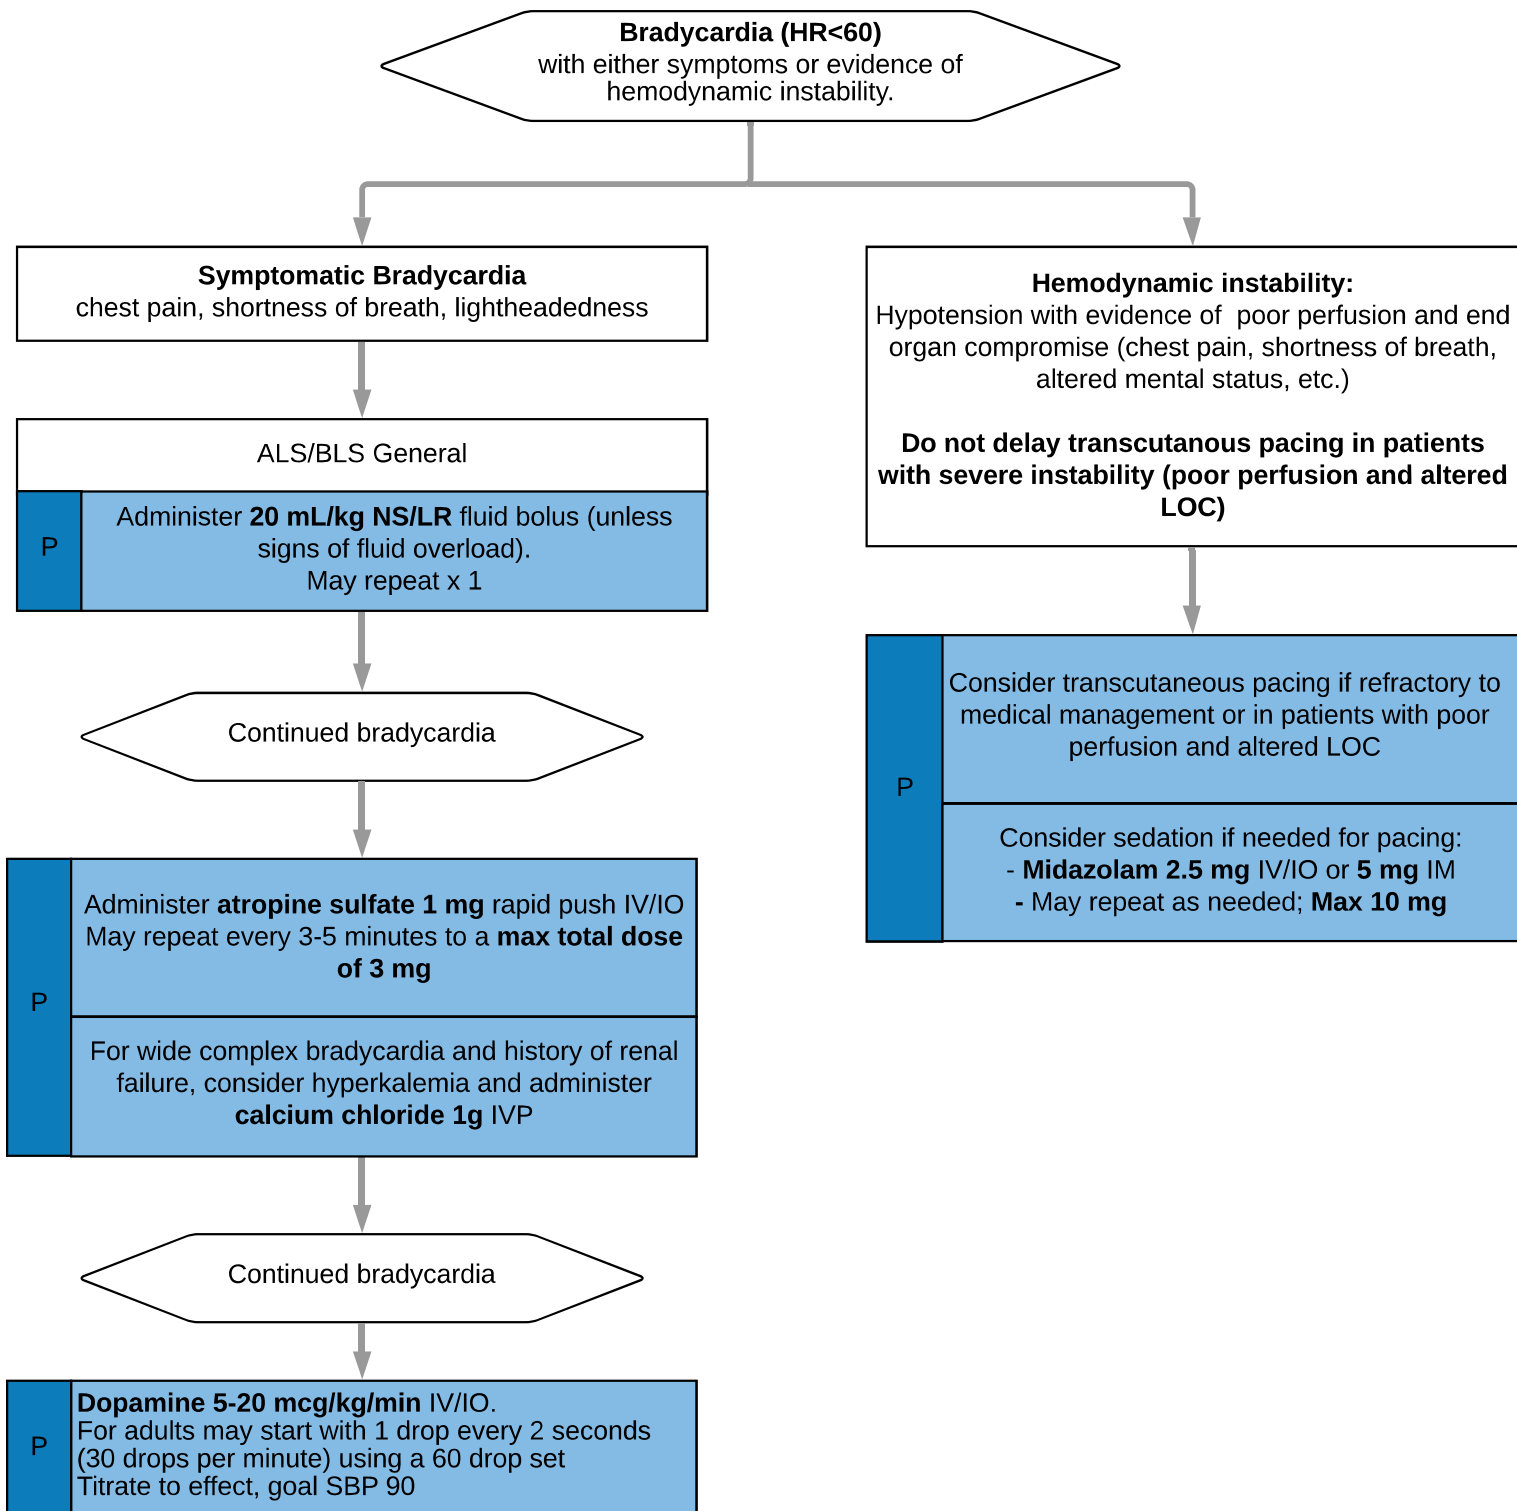 Bradycardia (HR<60)
with either symptoms or evidence of
hemodynamic instability.
Symptomatic Bradycardia
chest pain, shortness of breath, lightheadedness
ALS/BLS General
P
Administer 20 mL/kg NS/LR fluid bolus (unless
signs of fluid overload).
May repeat x 1
Continued bradycardia
P
Administer atropine sulfate 1 mg rapid push IV/IO
May repeat every 3-5 minutes to a max total dose
of 3 mg
For wide complex bradycardia and history of renal
failure, consider hyperkalemia and administer
calcium chloride 1g IVP
Continued bradycardia
P
Dopamine 5-20 mcg/kg/min IV/IO.
For adults may start with 1 drop every 2 seconds
(30 drops per minute) using a 60 drop set
Titrate to effect, goal SBP 90
Hemodynamic instability:
Hypotension with evidence of  poor perfusion and end
organ compromise (chest pain, shortness of breath,
altered mental status, etc.)
Do not delay transcutanous pacing in patients
with severe instability (poor perfusion and altered
LOC)
P
Consider transcutaneous pacing if refractory to
medical management or in patients with poor
perfusion and altered LOC
Consider sedation if needed for pacing:
- Midazolam 2.5 mg IV/IO or 5 mg IM
- May repeat as needed; Max 10 mg